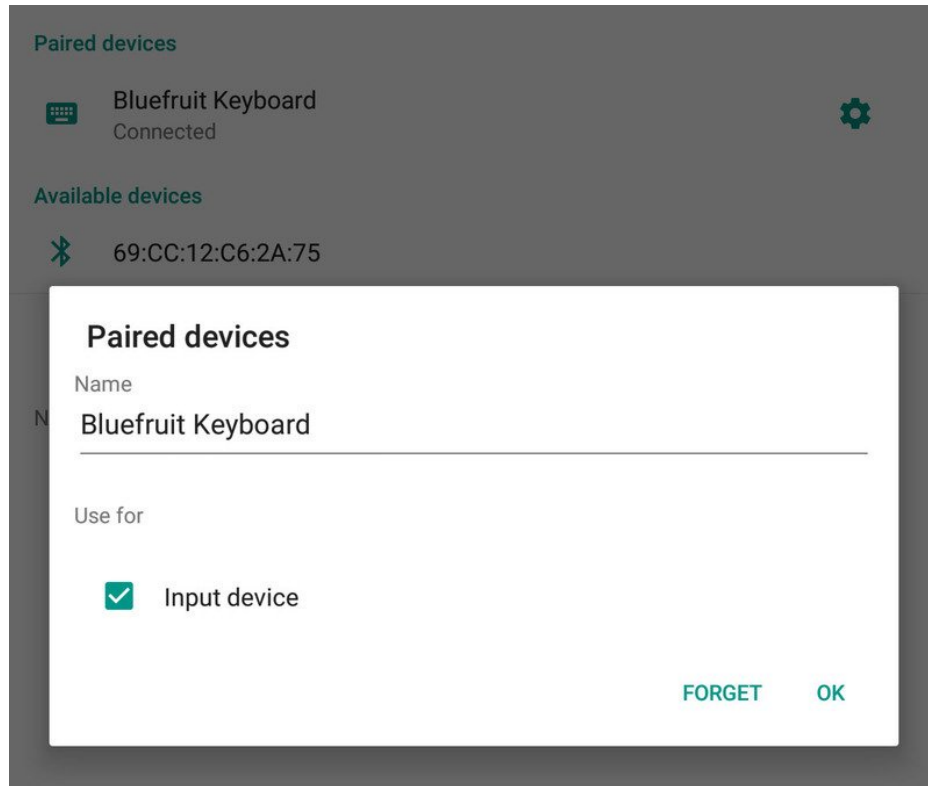 Paired devices
Bluefruit Keyboard
Connected
Available devices
69:CC:12:C6:2A:75
Paired devices
Name
N
Bluefruit Keyboard
Use for
Input device
FORGET OK